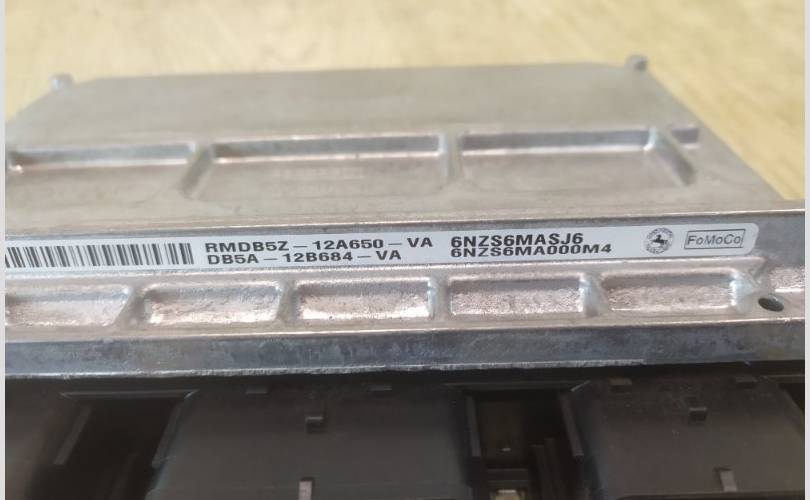 RMDB5Z-12A650-VA 6NZS6MASJ6
DB5A-12B684-VA 6NZS6MA000M4
FoMoCo